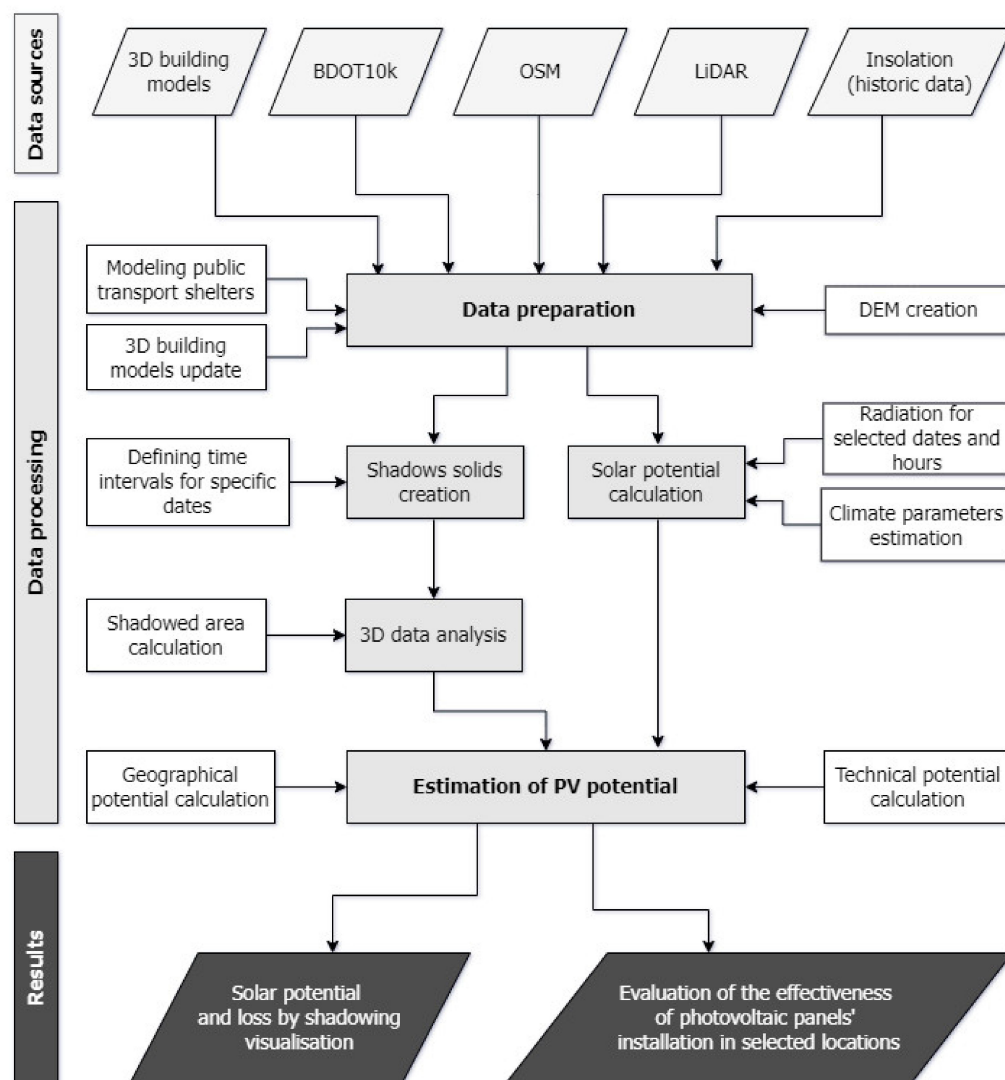 Data sources
3D building
models
BDOT10k
OSM
LiDAR
Insolation
(historic data)
Data processing
Modeling public
transport shelters
3D building
models update
Data preparation
DEM creation
Defining time
intervals for specific
dates
Shadows solids
creation
Solar potential
calculation
Radiation for
selected dates and
hours
Climate parameters
estimation
Shadowed area
calculation
3D data analysis
Geographical
potential calculation
Estimation of PV potential
Technical potential
calculation
Results
Solar potential
and loss by shadowing
visualisation
Evaluation of the effectiveness
of photovoltaic panels'
installation in selected locations